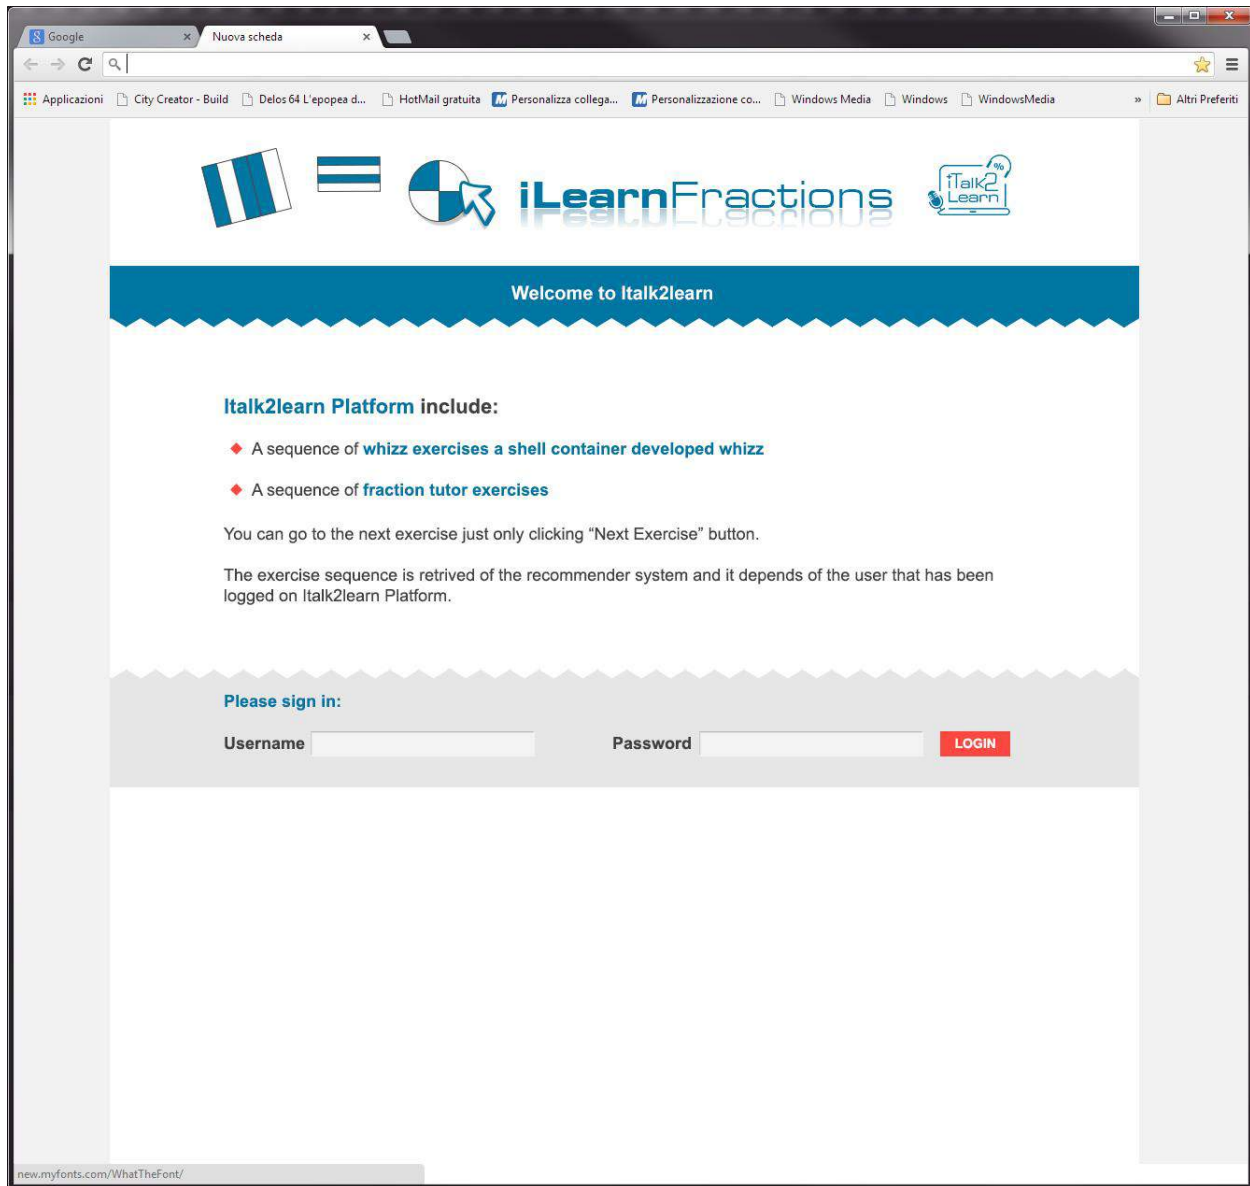 Google
Nuova scheda
Applicazioni City Creator - Build Delos 64 L'epopea d... HotMail gratuita Personalizza collega... Personalizzazione co... Windows Media Windows WindowsMedia » Altri Preferiti
iLearnFractions
%
iTalk2
Learn
Welcome to Italk2learn
Italk2learn Platform include:
A sequence of whizz exercises a shell container developed whizz
A sequence of fraction tutor exercises
You can go to the next exercise just only clicking “Next Exercise” button.
The exercise sequence is retrived of the recommender system and it depends of the user that has been
logged on Italk2learn Platform.
Please sign in:
Username Password LOGIN
new.myfonts.com/WhatTheFont/